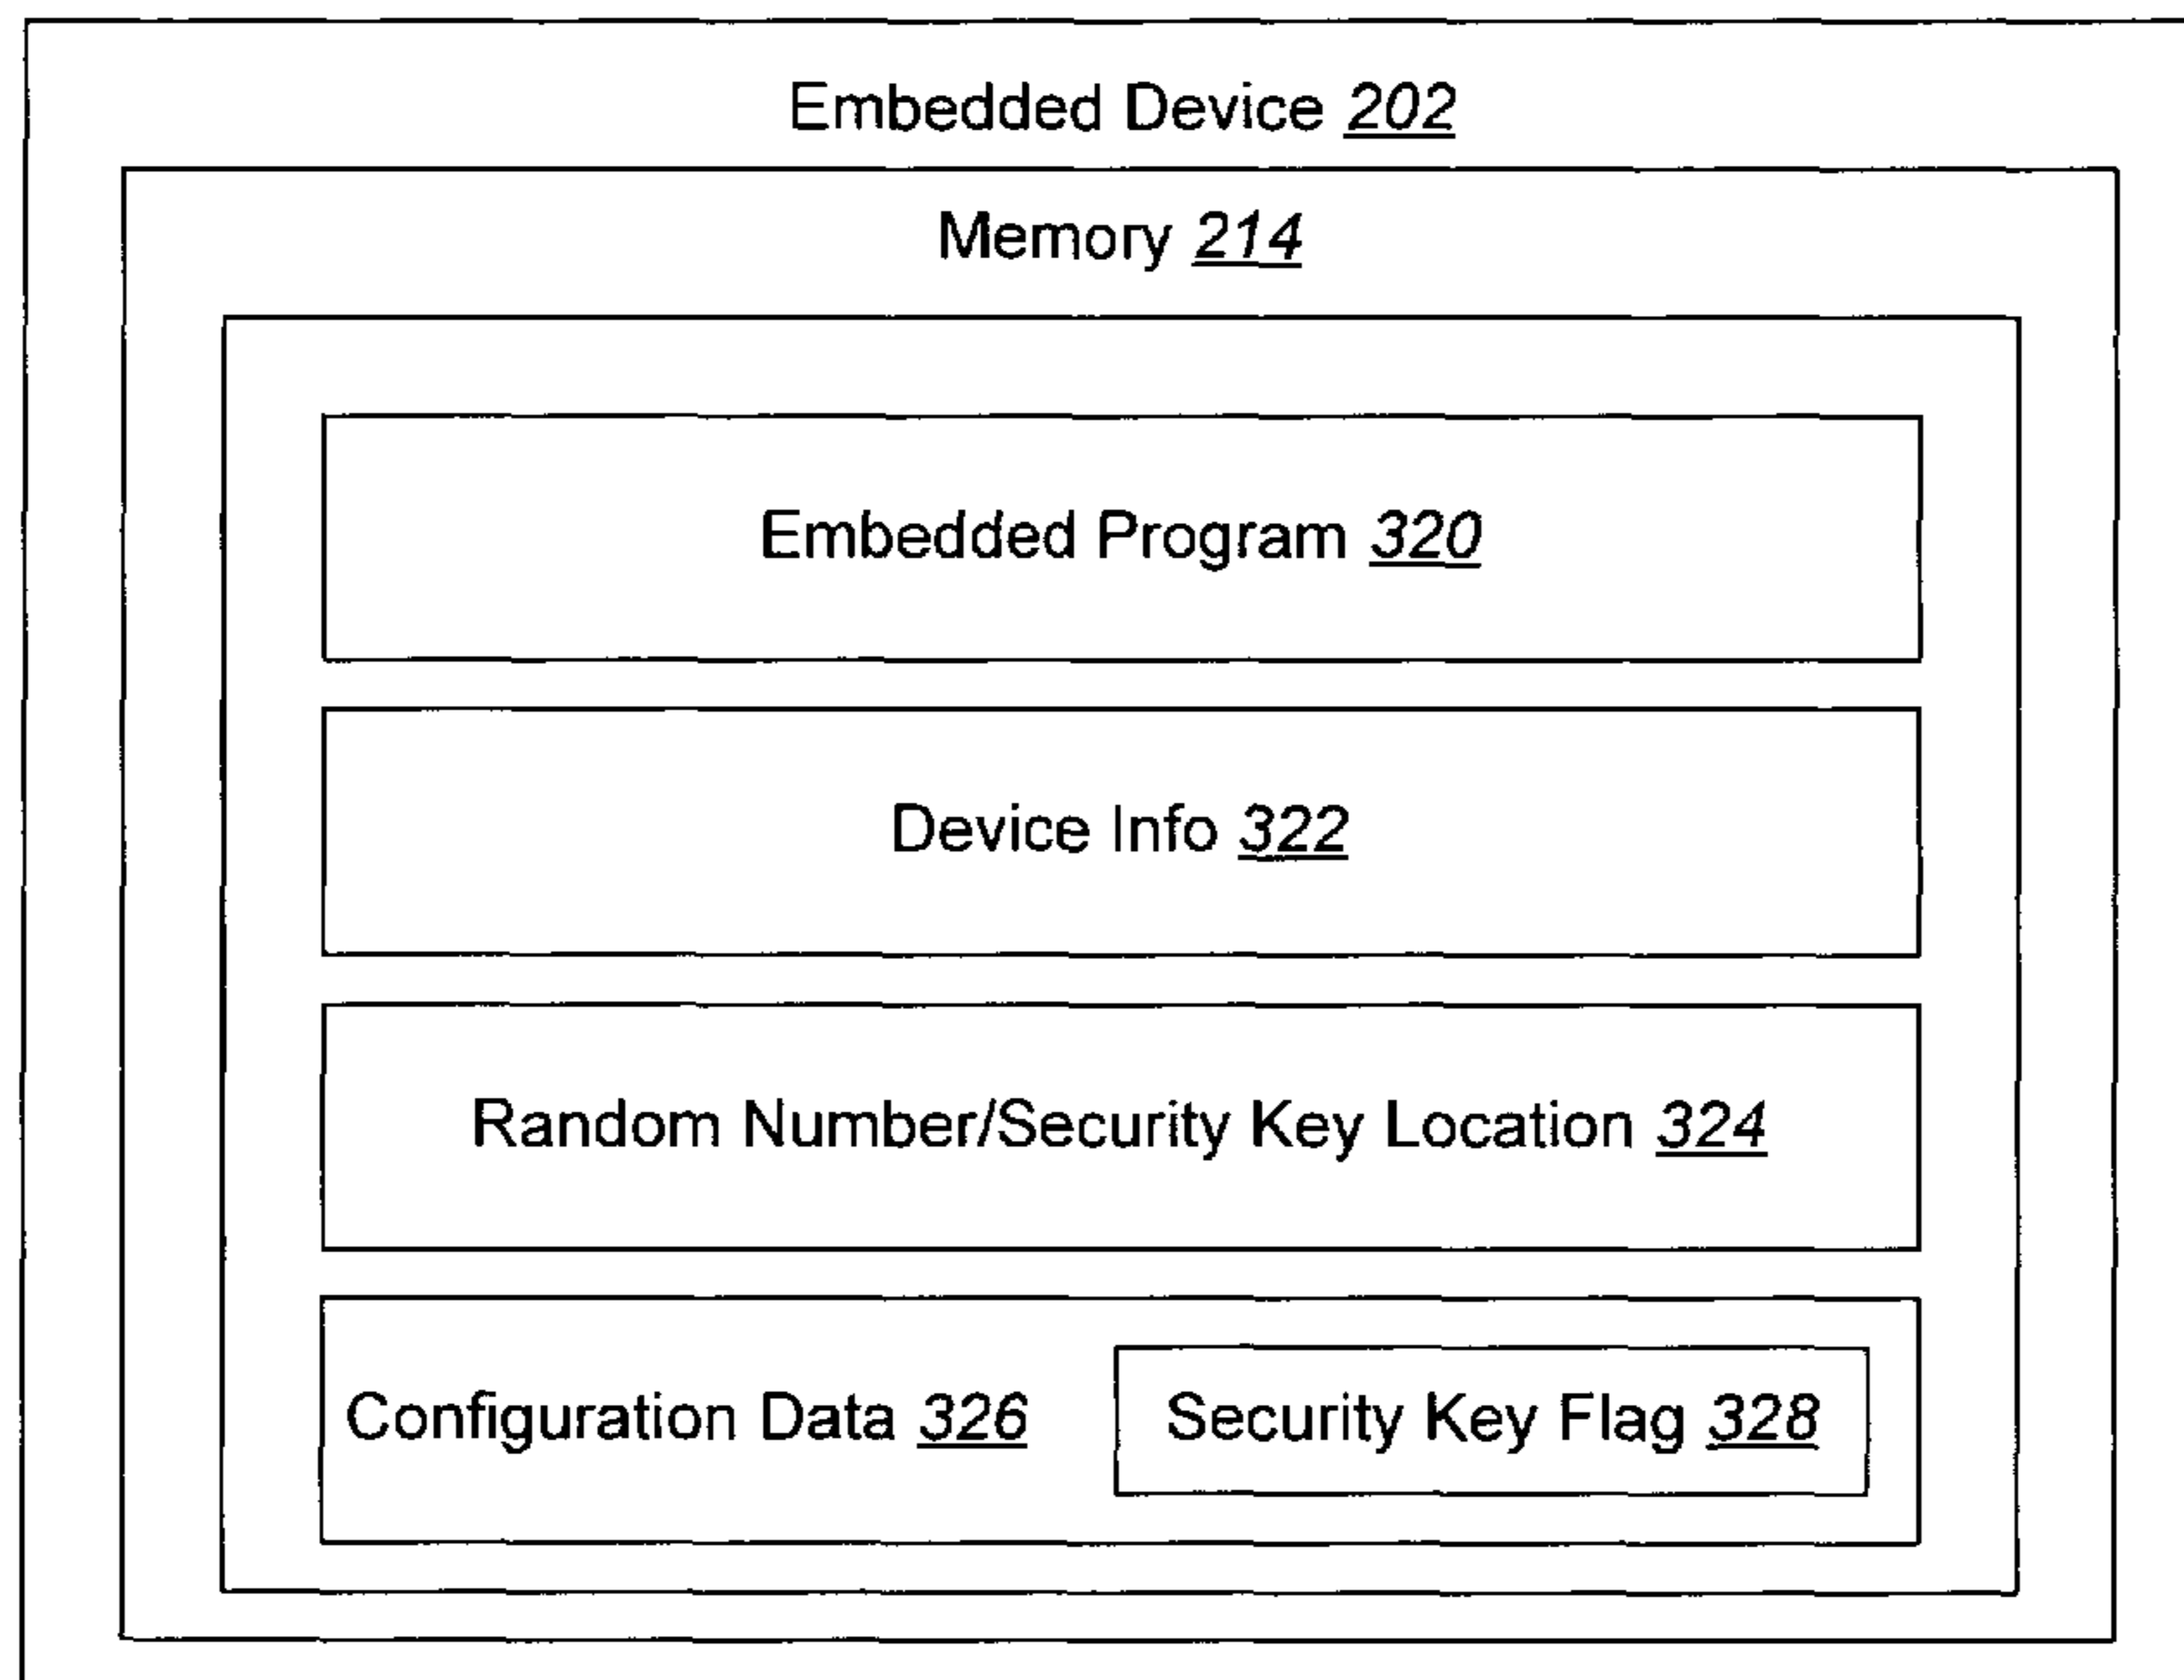 Embedded Device 202
Memory 214
Embedded Program 320
Device Info 322
Random Number/Security Key Location 324
Configuration Data 326 Security Key Flag 328